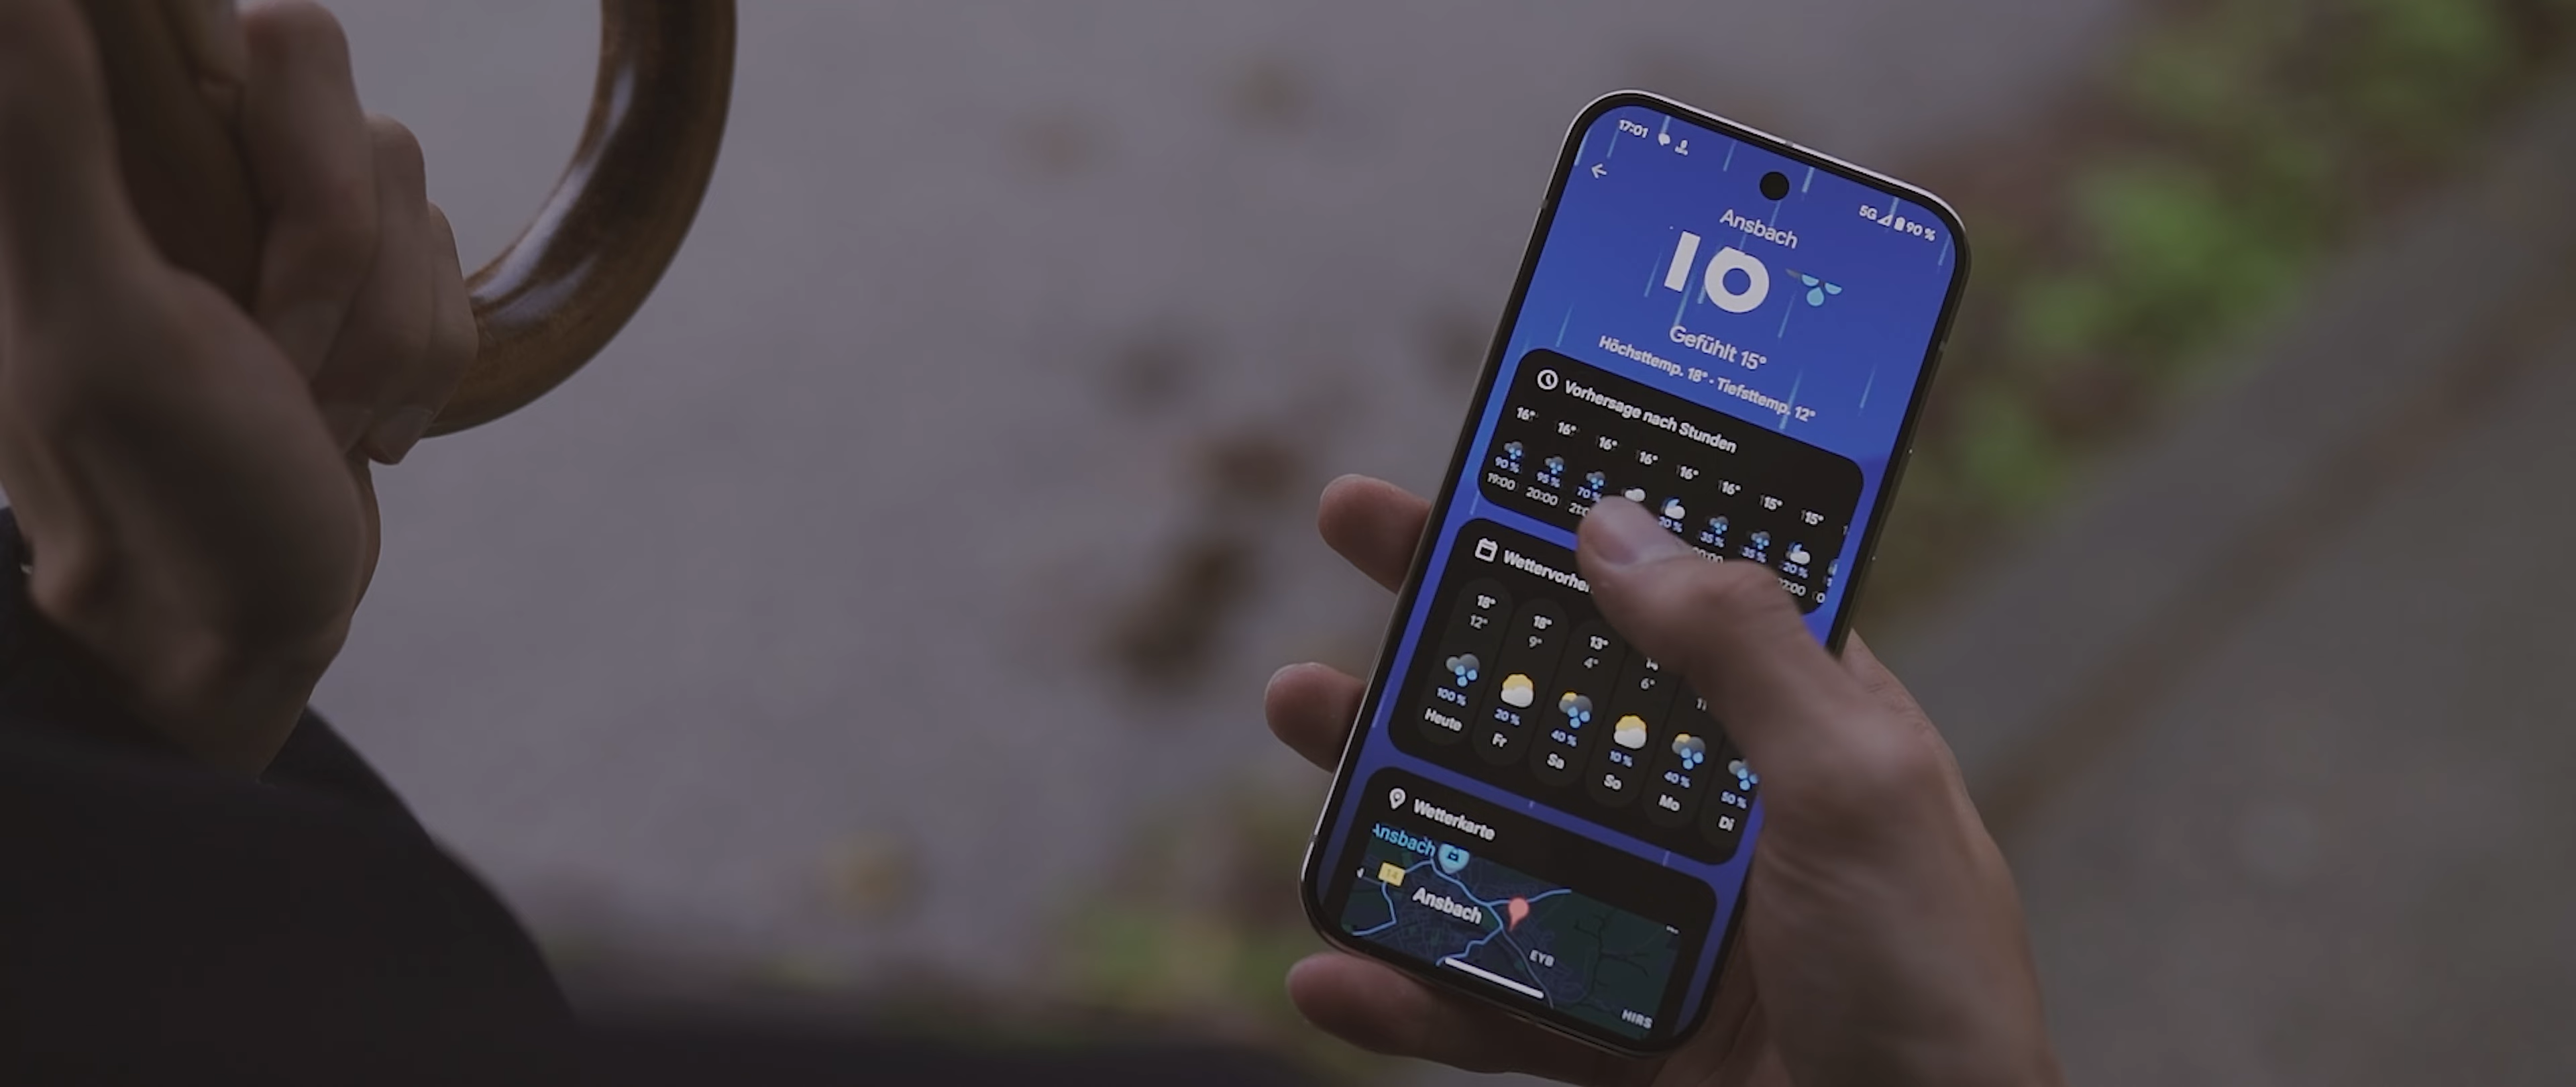 17:01
5G 90 %
Ansbach
Gefühlt 15°
Höchsttemp. 18° · Tiefsttemp. 12°
Vorhersage nach Stunden
16° 16° 16° 16° 16° 16° 15° 15°
90 % 95 % 70 % 20 % 35 % 35 % 20 %
19:00 20:00
18° 18° 13°
12° 9° 4° 6°
100 % 20 % 40 % 10 % 40 % 50 %
Heute Fr Sa So Mo Di
Wetterkarte
Ansbach
14
Ansbach
EYB
HIRS